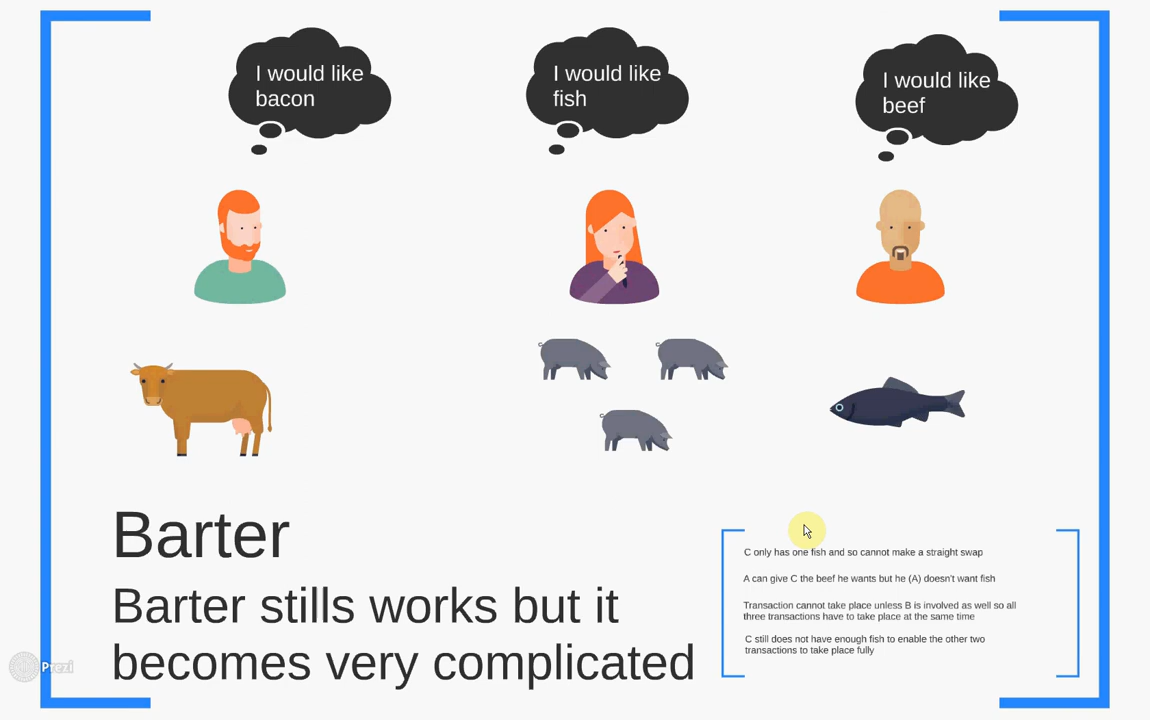 I would like
bacon
I would like
fish
I would like
beef
Barter
Barter stills works but it
becomes very complicated
C only has one fish and so cannot make a straight swap
A can give C the beef he wants but he (A) doesn't want fish
Transaction cannot take place unless B is involved as well so all
three transactions have to take place at the same time
C still does not have enough fish to enable the other two
transactions to take place fully
Prezi